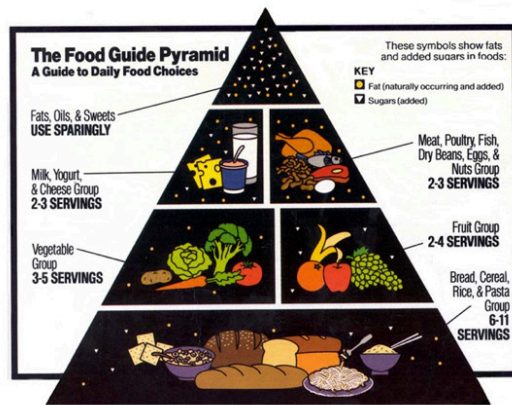 The Food Guide Pyramid
A Guide to Daily Food Choices
These symbols show fats
and added sugars in foods:
KEY
Fat (naturally occurring and added)
Sugars (added)
Fats, Oils, & Sweets
USE SPARINGLY
Milk, Yogurt,
& Cheese Group
2-3 SERVINGS
Meat, Poultry, Fish,
Dry Beans, Eggs, &
Nuts Group
2-3 SERVINGS
Vegetable
Group
3-5 SERVINGS
Fruit Group
2-4 SERVINGS
Bread, Cereal,
Rice, & Pasta
Group
6-11
SERVINGS